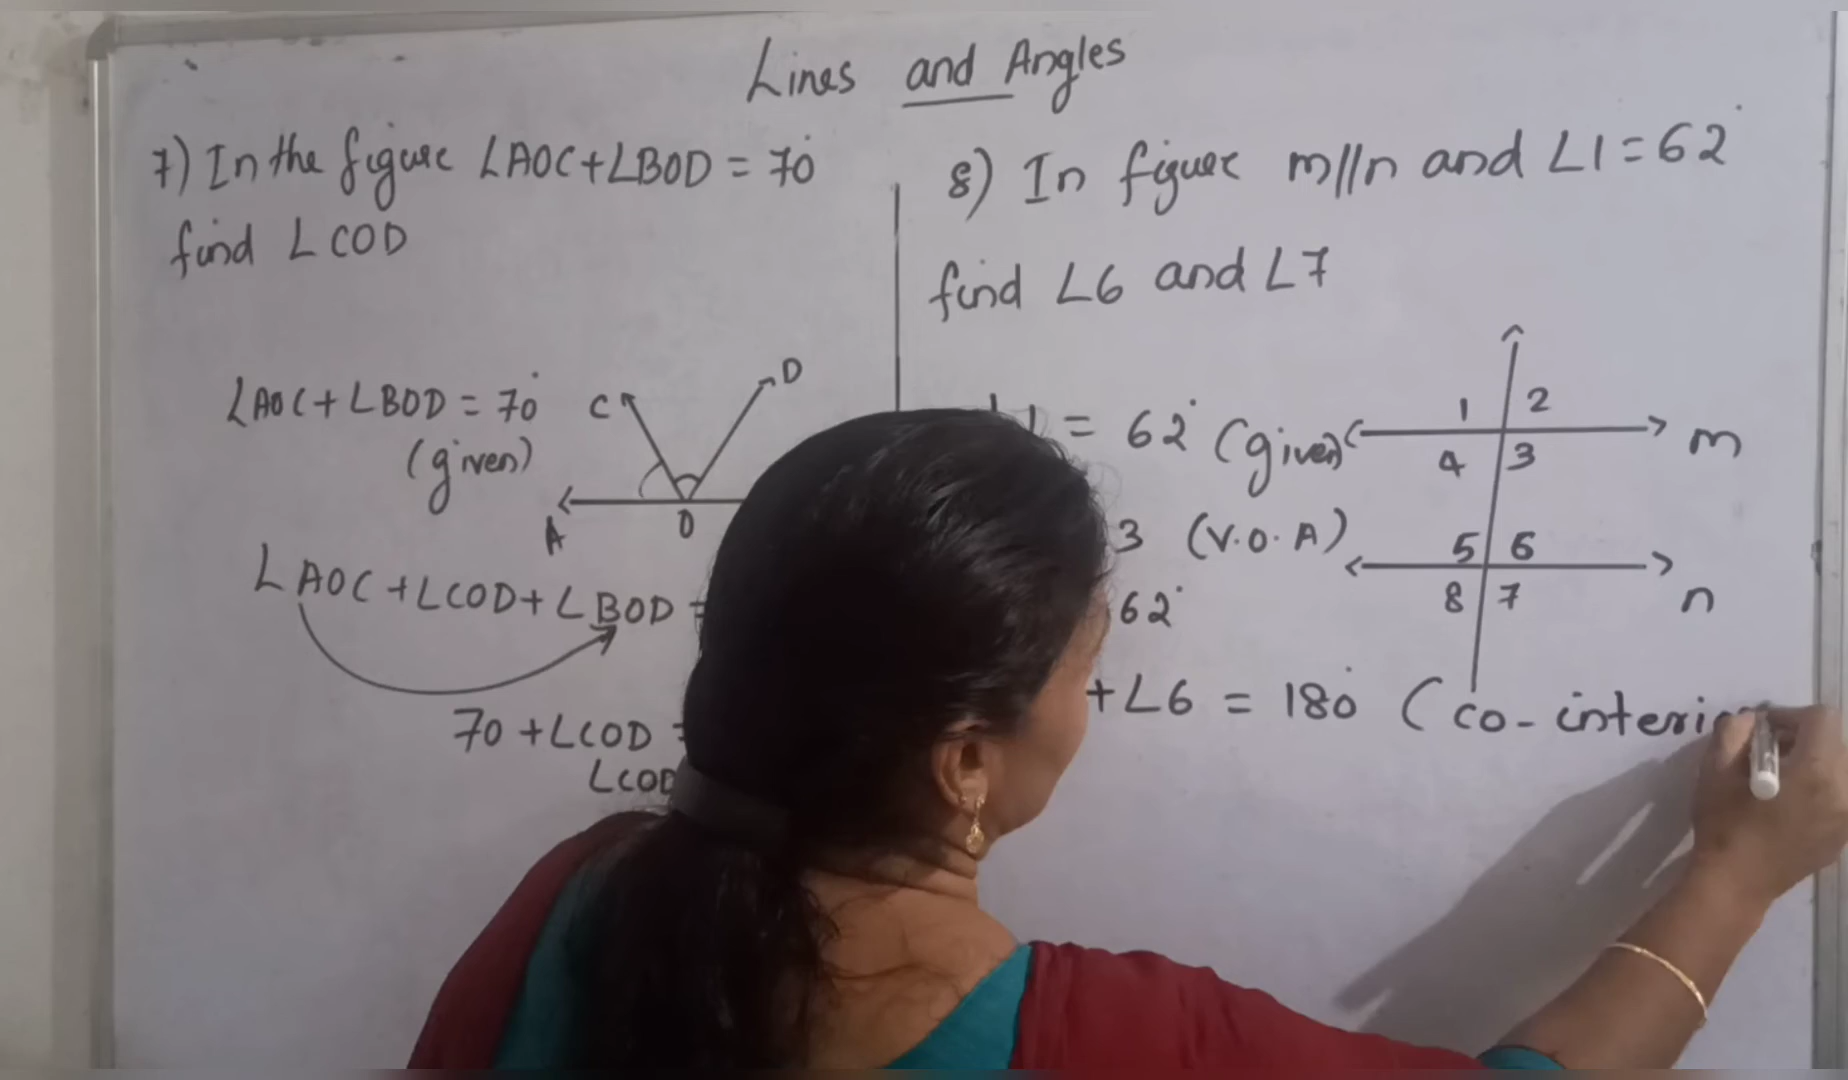 Lines and Angles
7) In the figure ∠AOC+∠BOD = 70°
find ∠COD
∠AOC+∠BOD = 70°
(given)
C
D
A
O
∠AOC+∠COD+∠BOD =
70+∠COD =
∠COD
8) In figure m//n and ∠1=62°
find ∠6 and ∠7
∠1 = 62° (given)
3 (V.O.A)
62°
+∠6 = 180° (co-interi
1 2
4 3
m
5 6
8 7
n